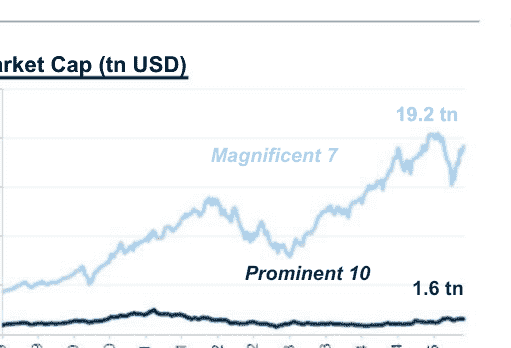 rket Cap (tn USD)
19.2 tn
Magnificent 7
Prominent 10
1.6 tn